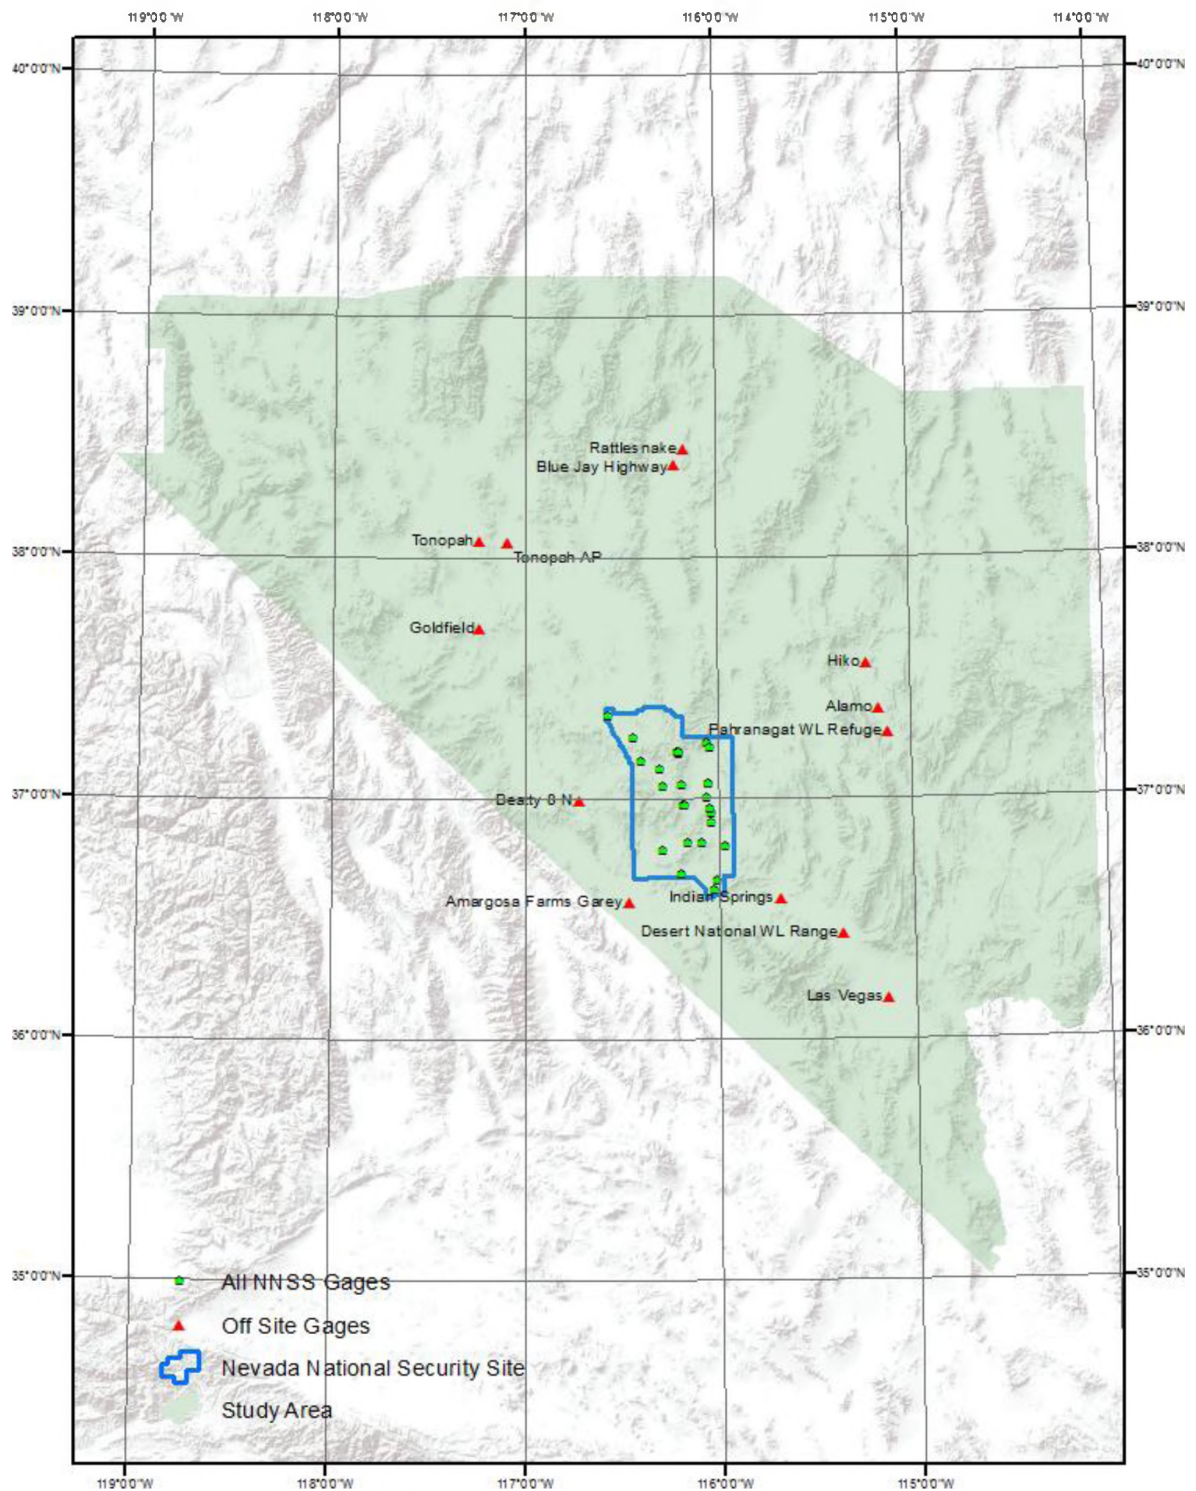 119°0'0"W 118°0'0"W 117°0'0"W 116°0'0"W 115°0'0"W 114°0'0"W
40°0'0"N 40°0'0"N
39°0'0"N 39°0'0"N
Rattlesnake
Blue Jay Highway
Tonopah
38°0'0"N Tonopah AP 38°0'0"N
Goldfield
Hiko
Alamo
Pahranagat WL Refuge
37°0'0"N Beatty 8 N 37°0'0"N
Indian Springs
Amargosa Farms Garey
Desert National WL Range
Las Vegas
36°0'0"N 36°0'0"N
35°0'0"N 35°0'0"N
All NNSS Gages
Off Site Gages
Nevada National Security Site
Study Area
119°0'0"W 118°0'0"W 117°0'0"W 116°0'0"W 115°0'0"W